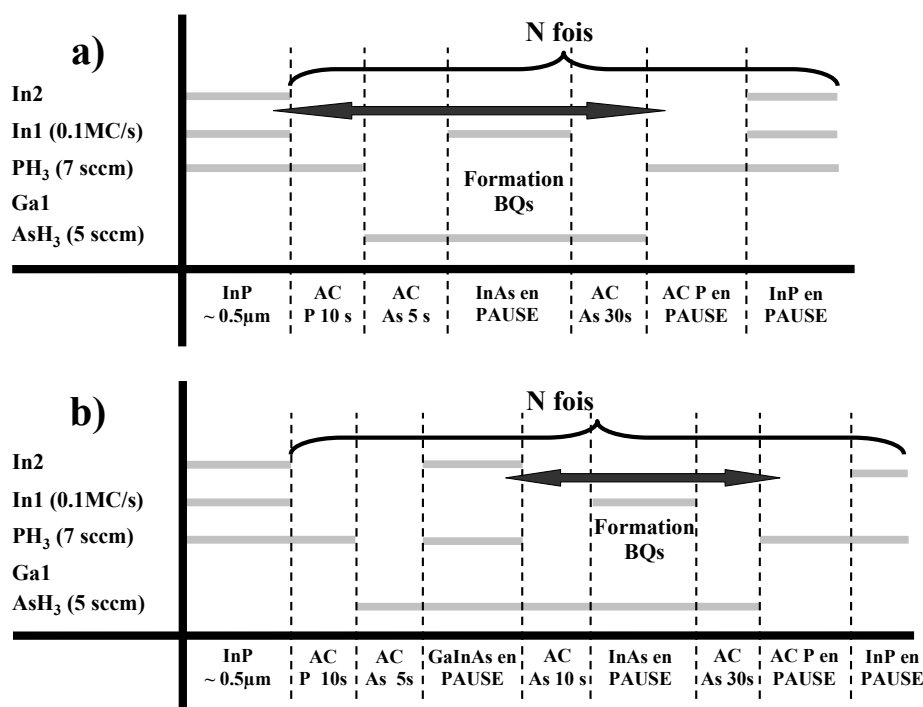 a)
N fois
In2
In1 (0.1MC/s)
PH₃ (7 sccm)
Formation
BQs
Ga1
AsH₃ (5 sccm)
InP
~ 0.5μm
AC
P 10 s
AC
As 5 s
InAs en
PAUSE
AC
As 30s
AC P en
PAUSE
InP en
PAUSE
b)
N fois
In2
In1 (0.1MC/s)
PH₃ (7 sccm)
Formation
BQs
Ga1
AsH₃ (5 sccm)
InP
~ 0.5μm
AC
P 10s
AC
As 5s
GaInAs en
PAUSE
AC
As 10 s
InAs en
PAUSE
AC
As 30s
AC P en
PAUSE
InP en
PAUSE